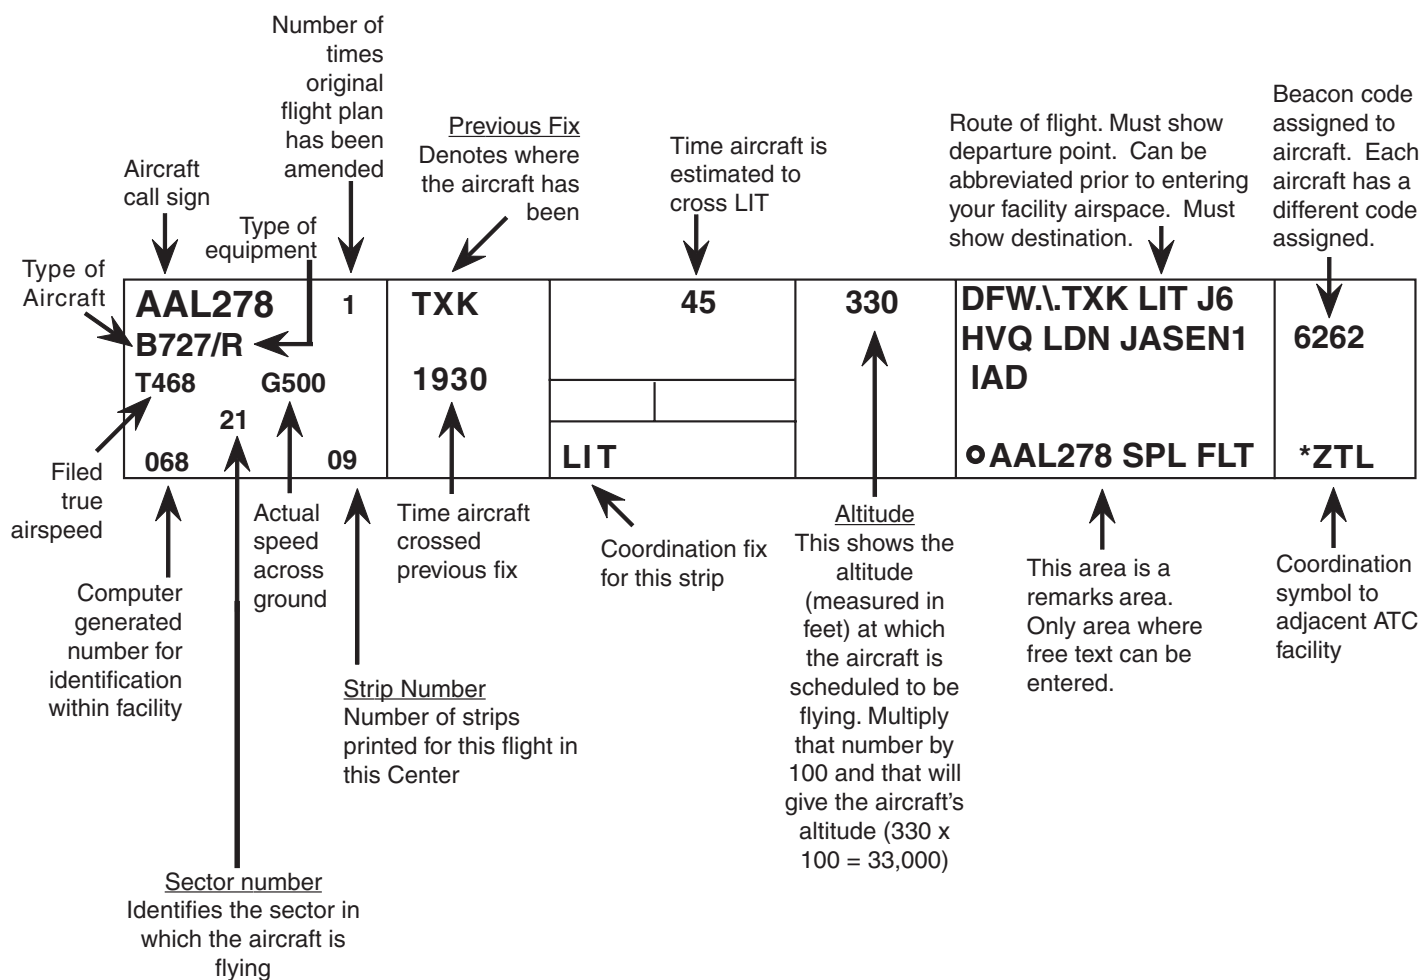 Number of
times
original
flight plan
has been
amended
Previous Fix
Denotes where
the aircraft has
been
Time aircraft is
estimated to
cross LIT
Route of flight. Must show
departure point. Can be
abbreviated prior to entering
your facility airspace. Must
show destination.
Beacon code
assigned to
aircraft. Each
aircraft has a
different code
assigned.
Aircraft
call sign
Type of
equipment
Type of
Aircraft
AAL278
1
B727/R
T468
G500
21
068
09
TXK
1930
45
LIT
330
DFW.\.TXK LIT J6
HVQ LDN JASEN1
IAD
AAL278 SPL FLT
6262
*ZTL
Filed
true
airspeed
Computer
generated
number for
identification
within facility
Actual
speed
across
ground
Time aircraft
crossed
previous fix
Coordination fix
for this strip
Altitude
This shows the
altitude
(measured in
feet) at which
the aircraft is
scheduled to be
flying. Multiply
that number by
100 and that will
give the aircraft's
altitude (330 x
100 = 33,000)
This area is a
remarks area.
Only area where
free text can be
entered.
Coordination
symbol to
adjacent ATC
facility
Strip Number
Number of strips
printed for this flight in
this Center
Sector number
Identifies the sector in
which the aircraft is
flying